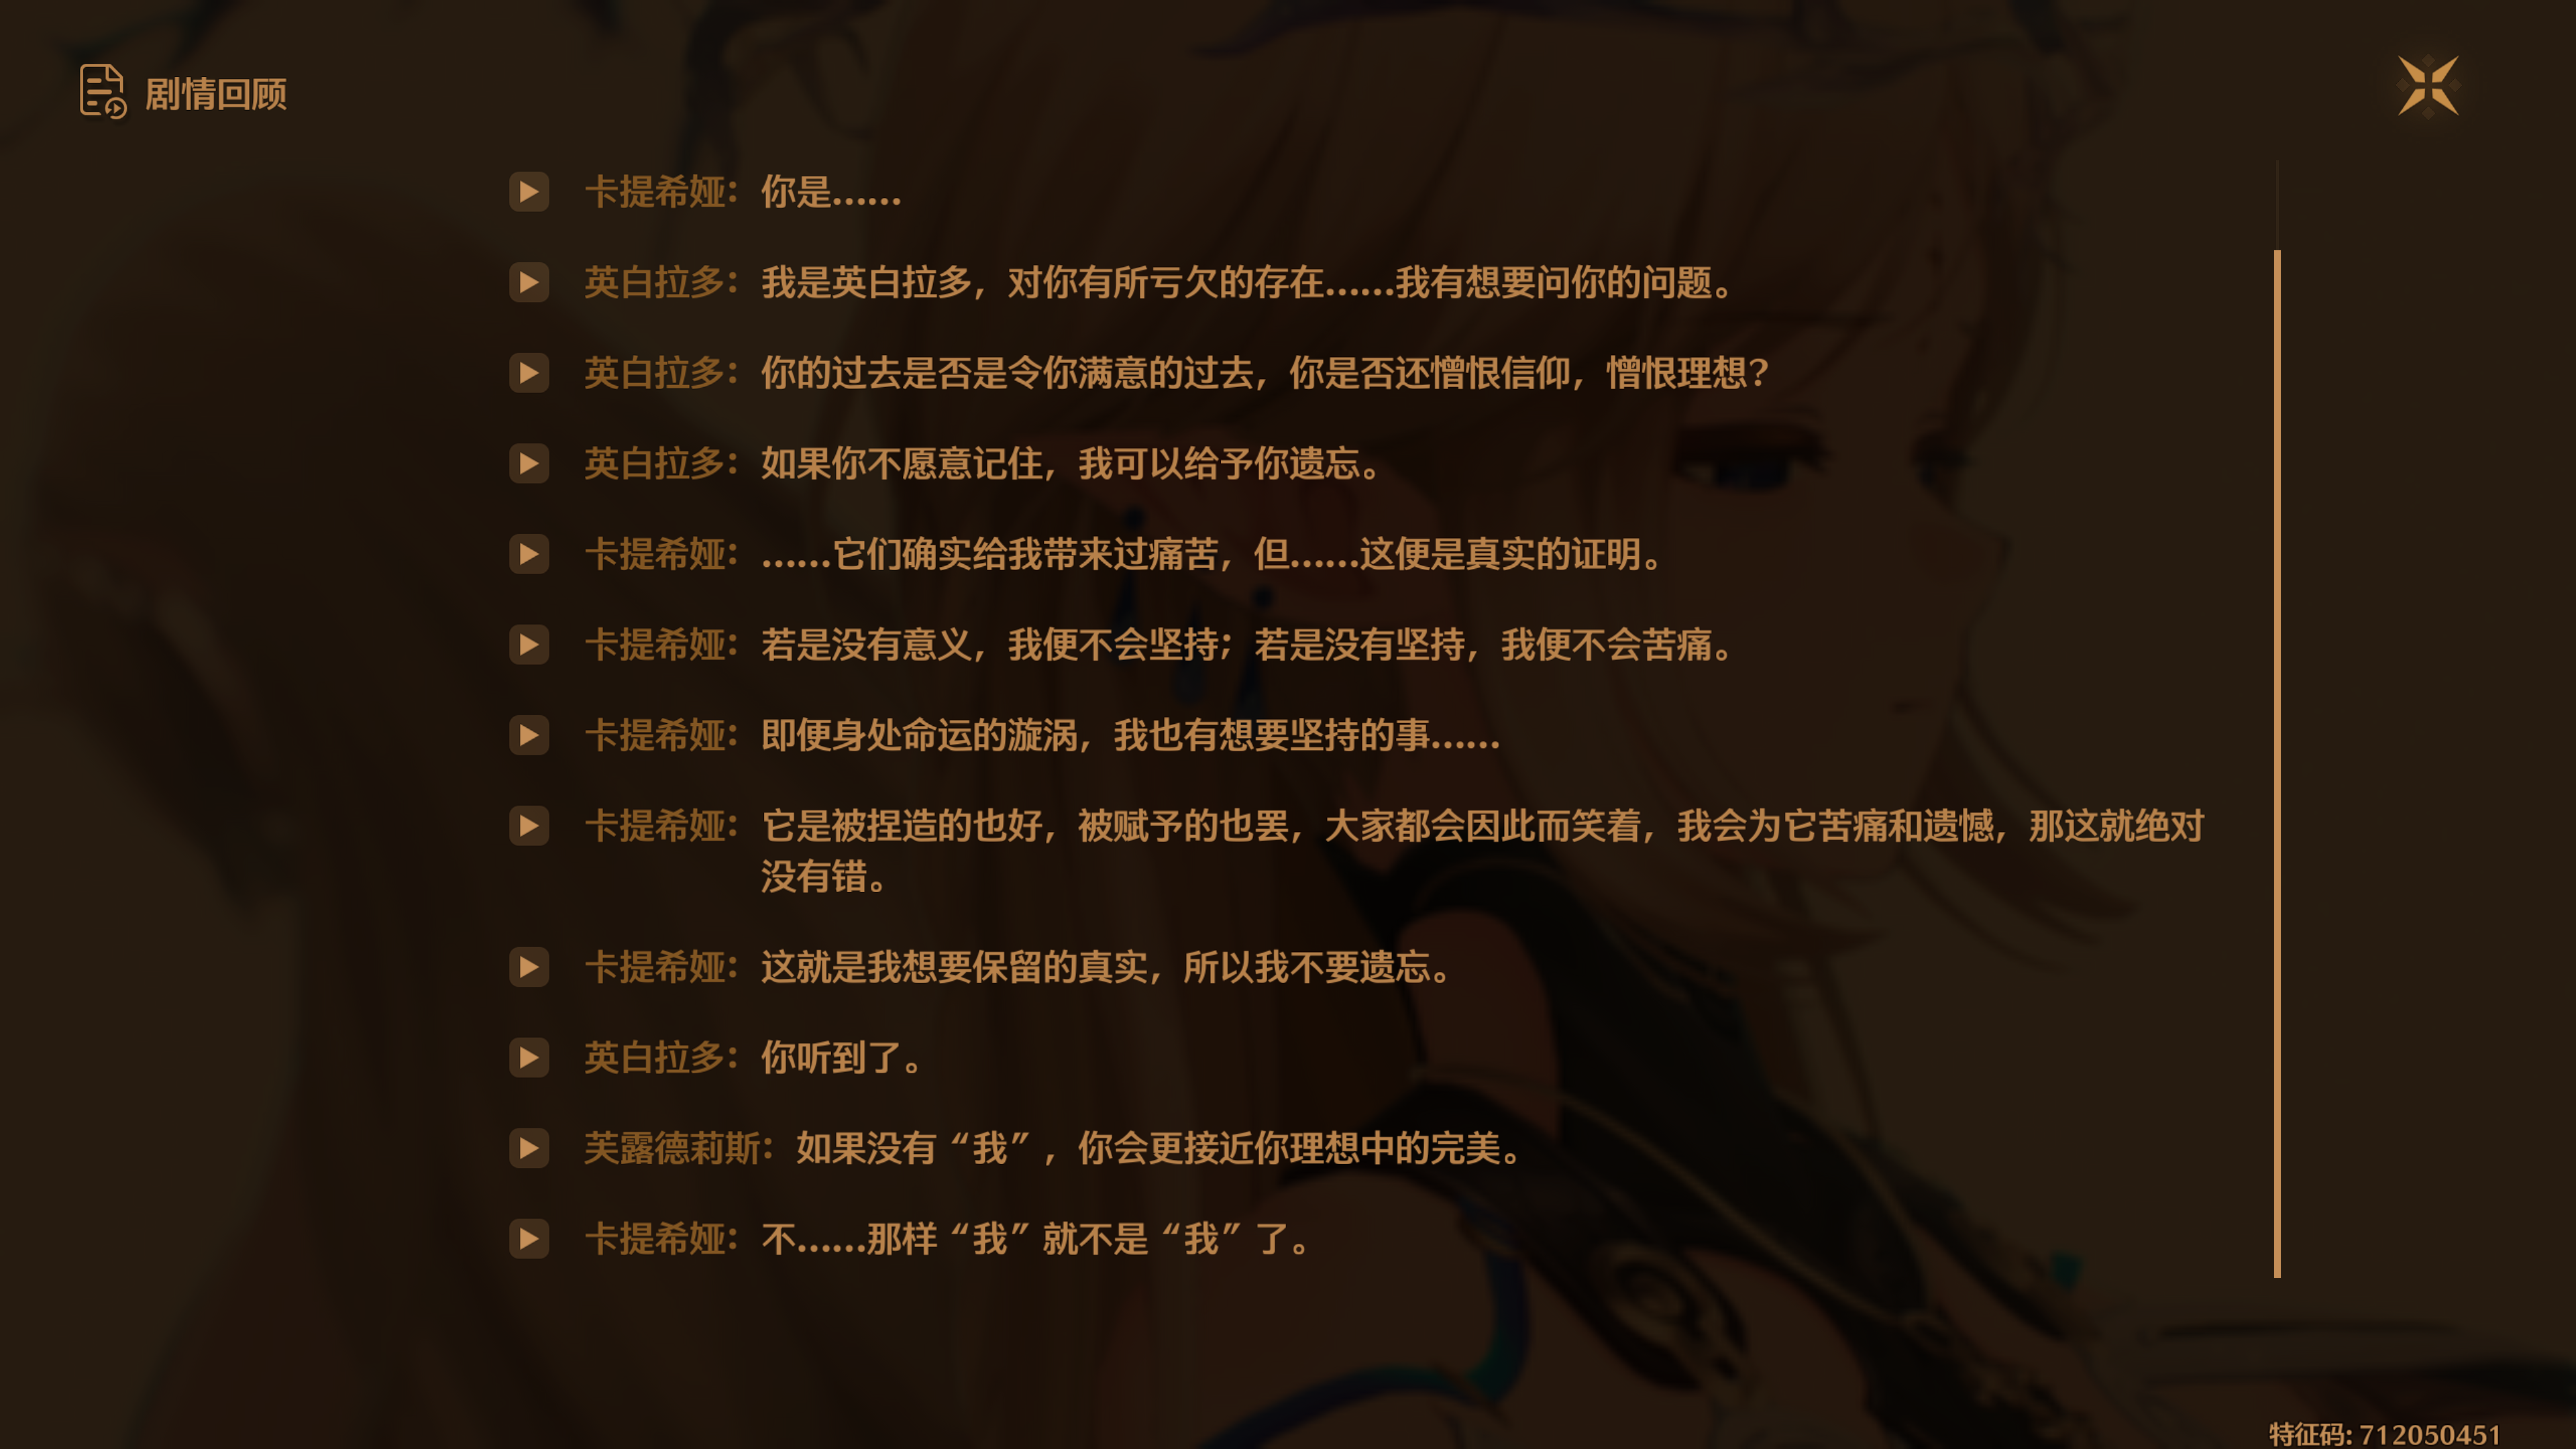 剧情回顾
卡提希娅：你是……
英白拉多：我是英白拉多，对你有所亏欠的存在……我有想要问你的问题。
英白拉多：你的过去是否是令你满意的过去，你是否还憎恨信仰，憎恨理想？
英白拉多：如果你不愿意记住，我可以给予你遗忘。
卡提希娅：……它们确实给我带来过痛苦，但……这便是真实的证明。
卡提希娅：若是没有意义，我便不会坚持；若是没有坚持，我便不会苦痛。
卡提希娅：即便身处命运的漩涡，我也有想要坚持的事……
卡提希娅：它是被捏造的也好，被赋予的也罢，大家都会因此而笑着，我会为它苦痛和遗憾，那这就绝对
没有错。
卡提希娅：这就是我想要保留的真实，所以我不要遗忘。
英白拉多：你听到了。
芙露德莉斯：如果没有“我”，你会更接近你理想中的完美。
卡提希娅：不……那样“我”就不是“我”了。
特征码: 712050451